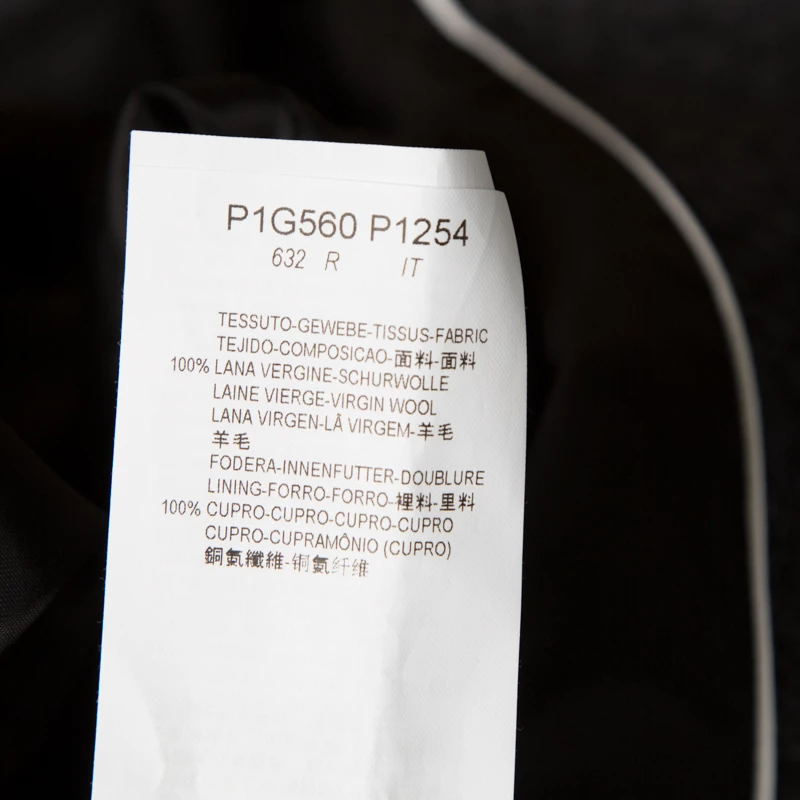 P1G560 P1254
632 R IT
TESSUTO-GEWEBE-TISSUS-FABRIC
TEJIDO-COMPOSICAO-面料-面料
100% LANA VERGINE-SCHURWOLLE
LAINE VIERGE-VIRGIN WOOL
LANA VIRGEN-LÃ VIRGEM-羊毛
羊毛
FODERA-INNENFUTTER-DOUBLURE
LINING-FORRO-FORRO-裡料-里料
100% CUPRO-CUPRO-CUPRO-CUPRO
CUPRO-CUPRAMÔNIO (CUPRO)
銅氨纖維-铜氨纤维